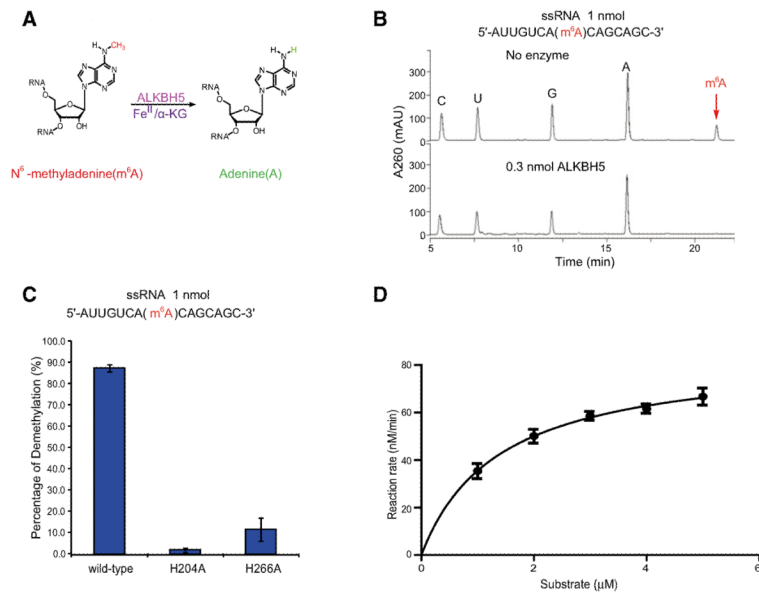 A
H
N
CH₃
N
N
N
N
RNA
O
O
RNA
O
OH
ALKBH5
Feᴵᴵ/α-KG
H
N
H
N
N
N
N
RNA
O
O
RNA
O
OH
N⁶ -methyladenine(m⁶A)
Adenine(A)
B
ssRNA 1 nmol
5'-AUUGUCA(m⁶A)CAGCAGC-3'
No enzyme
C
U
G
A
m⁶A
300
200
100
0
0.3 nmol ALKBH5
300
200
100
0
A260 (mAU)
5
10
15
20
Time (min)
C
ssRNA 1 nmol
5'-AUUGUCA( m⁶A)CAGCAGC-3'
Percentage of Demethylation (%)
100.0
90.0
80.0
70.0
60.0
50.0
40.0
30.0
20.0
10.0
0.0
wild-type
H204A
H266A
D
Reaction rate (nM/min)
80
60
40
20
0
0
2
4
6
Substrate (μM)